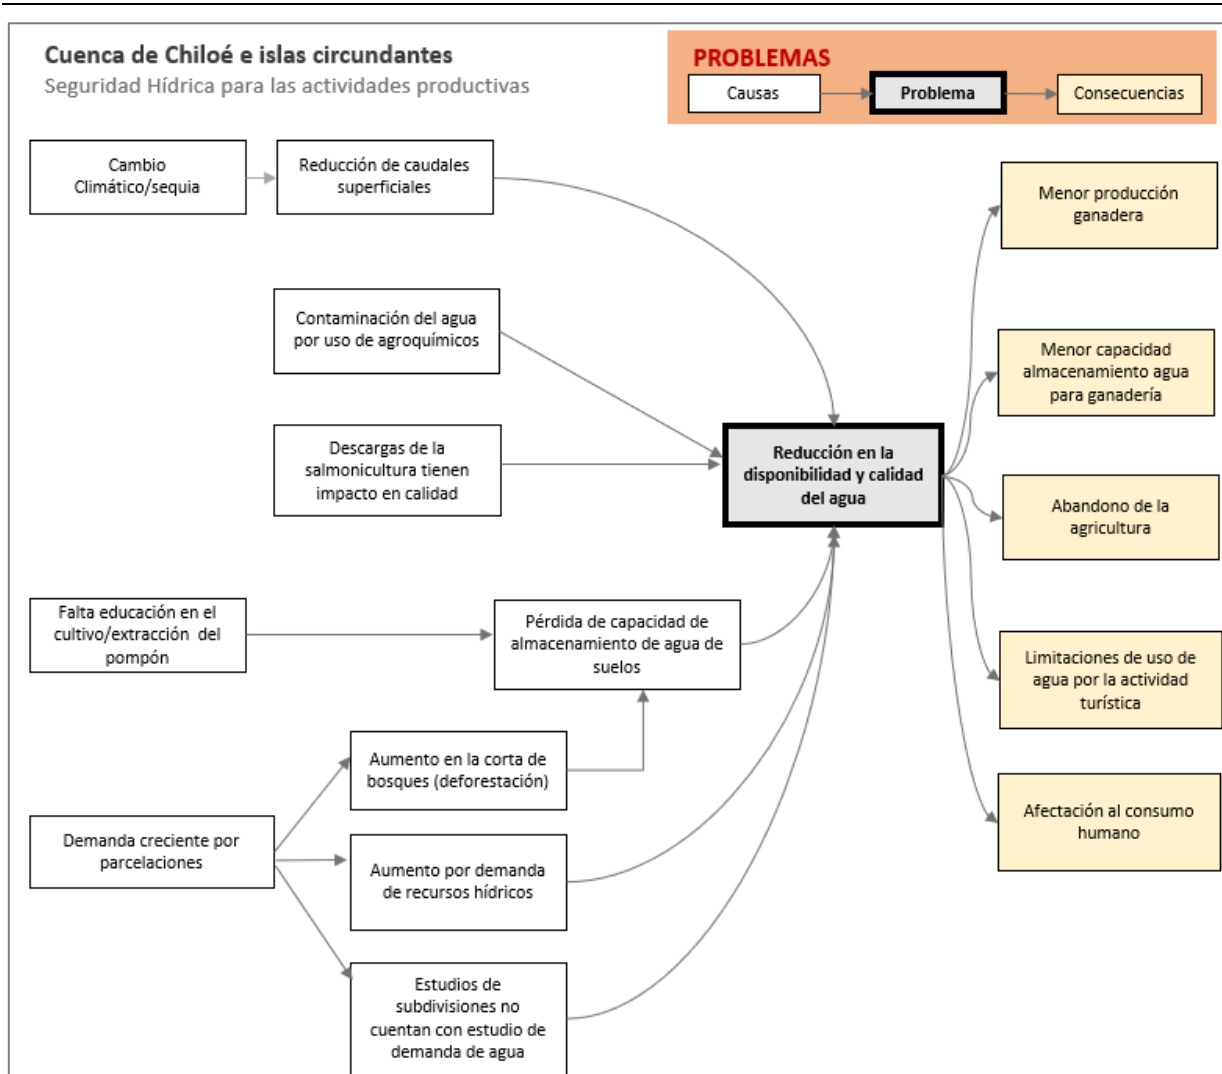 Cuenca de Chiloé e islas circundantes
Seguridad Hídrica para las actividades productivas
PROBLEMAS
Causas
Problema
Consecuencias
Cambio
Climático/sequia
Reducción de caudales
superficiales
Contaminación del agua
por uso de agroquímicos
Descargas de la
salmonicultura tienen
impacto en calidad
Falta educación en el
cultivo/extracción del
pompón
Pérdida de capacidad de
almacenamiento de agua de
suelos
Aumento en la corta de
bosques (deforestación)
Demanda creciente por
parcelaciones
Aumento por demanda
de recursos hídricos
Estudios de
subdivisiones no
cuentan con estudio de
demanda de agua
Reducción en la
disponibilidad y calidad
del agua
Menor producción
ganadera
Menor capacidad
almacenamiento agua
para ganadería
Abandono de la
agricultura
Limitaciones de uso de
agua por la actividad
turística
Afectación al consumo
humano